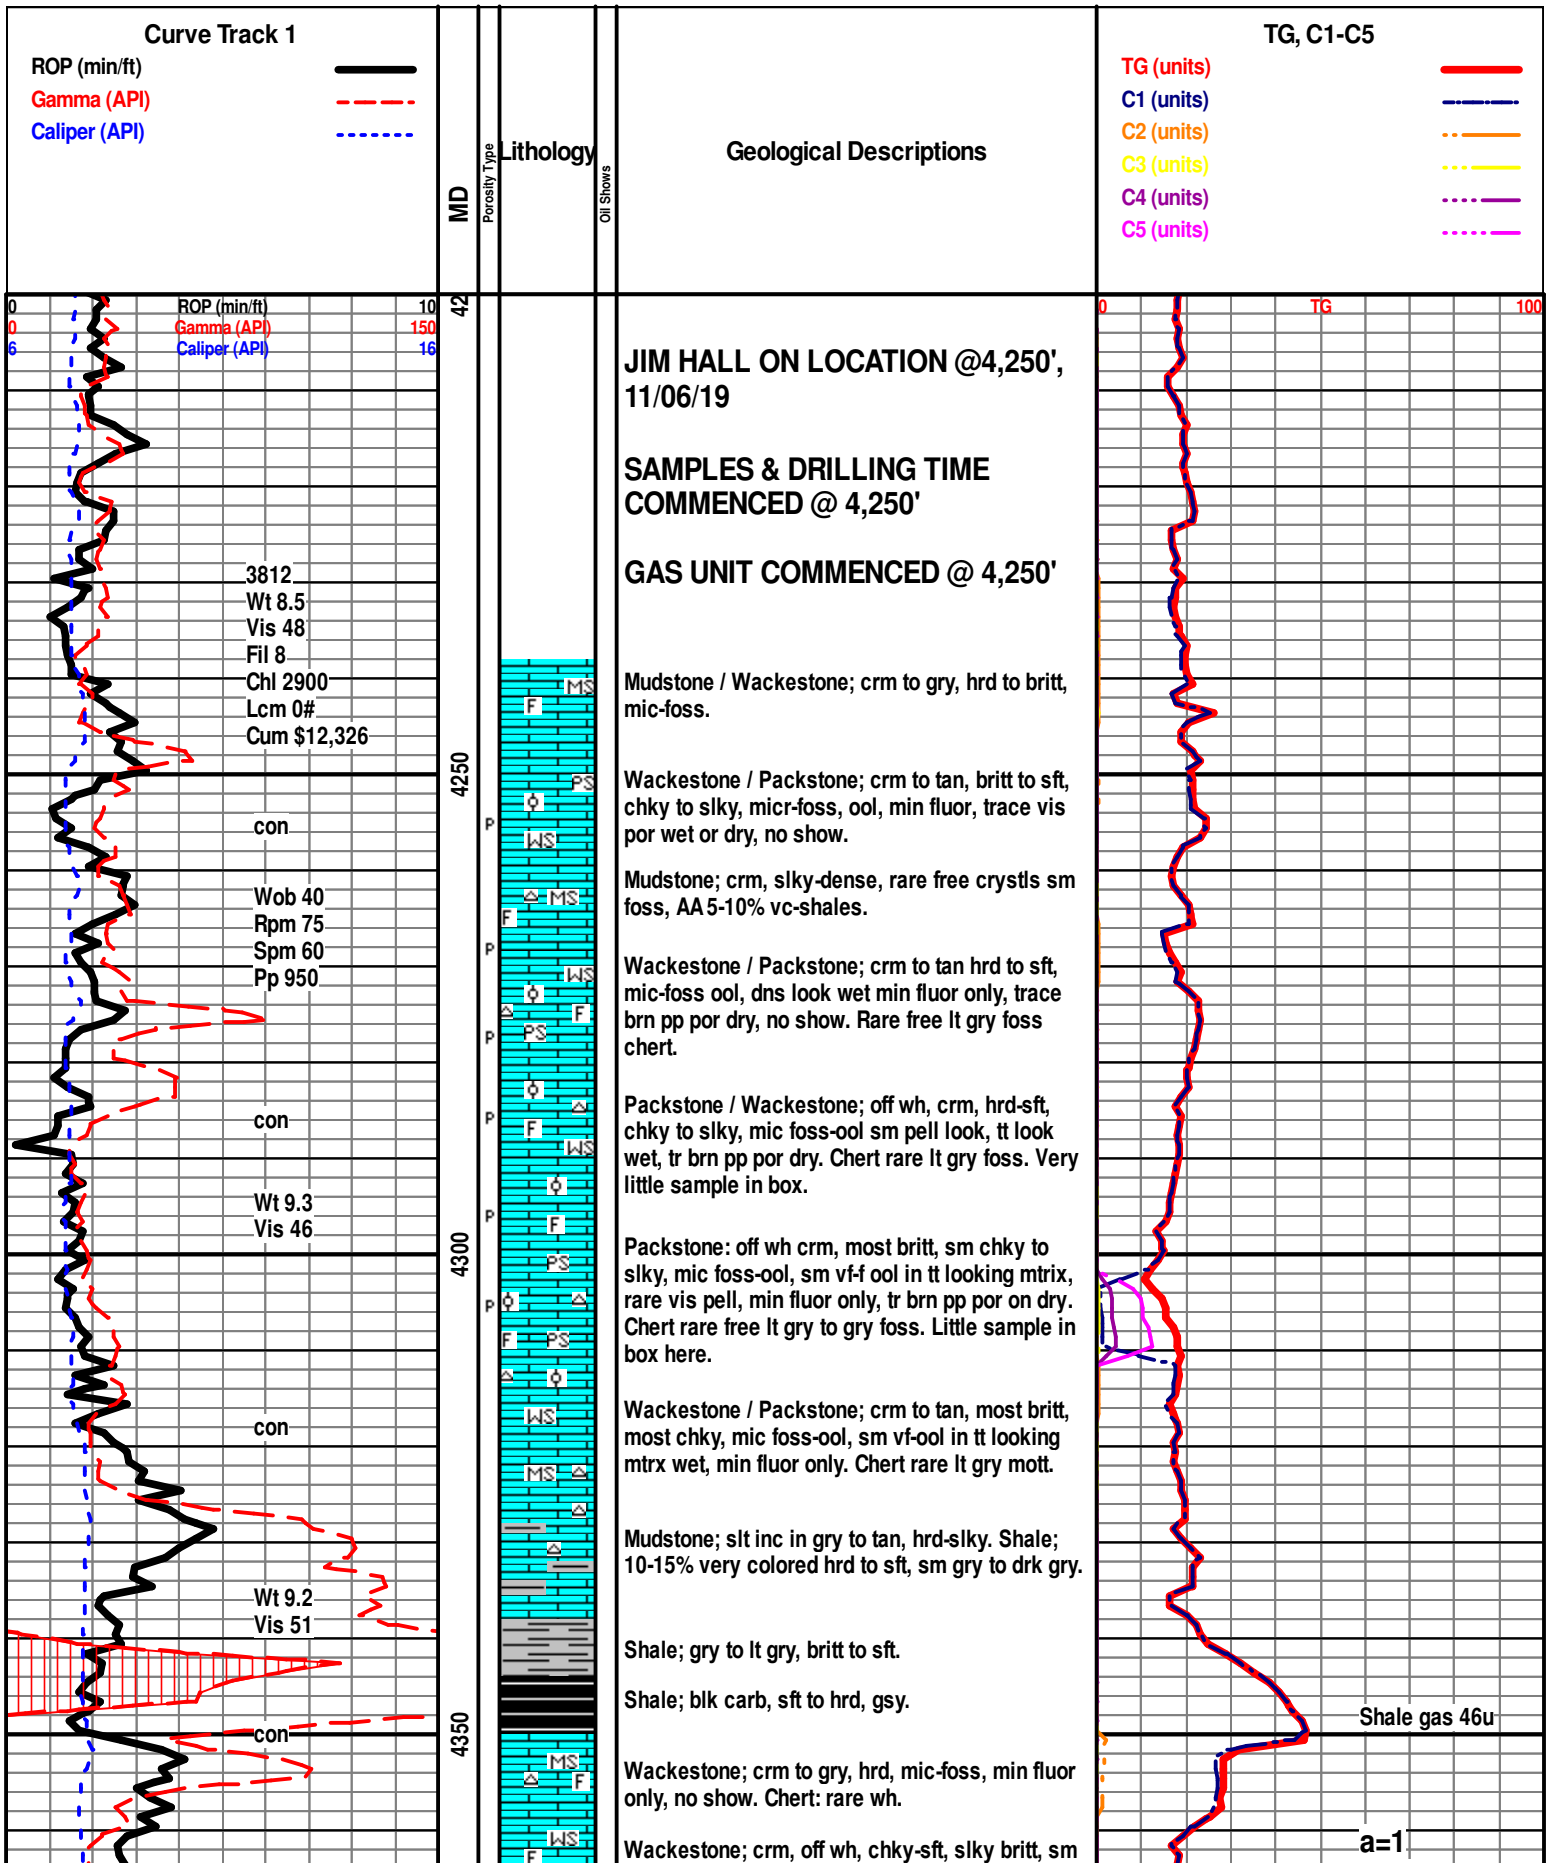 Curve Track 1
ROP (min/ft)
Gamma (API)
Caliper (API)
MD
Porosity Type
Lithology
Oil Shows
Geological Descriptions
TG, C1-C5
TG (units)
C1 (units)
C2 (units)
C3 (units)
C4 (units)
C5 (units)
0 ROP (min/ft) 10
0 Gamma (API) 150
6 Caliper (API) 16
42
0 TG 100
JIM HALL ON LOCATION @4,250',
11/06/19
SAMPLES & DRILLING TIME
COMMENCED @ 4,250'
GAS UNIT COMMENCED @ 4,250'
3812
Wt 8.5
Vis 48
Fil 8
Chl 2900
Lcm 0#
Cum $12,326
MS
F
Mudstone / Wackestone; crm to gry, hrd to britt,
mic-foss.
4250
con
PS
P
WS
Wackestone / Packstone; crm to tan, britt to sft,
chky to slky, micr-foss, ool, min fluor, trace vis
por wet or dry, no show.
Wob 40
Rpm 75
Spm 60
Pp 950
MS
F
P
Mudstone; crm, slky-dense, rare free crystls sm
foss, AA 5-10% vc-shales.
WS
F
PS
P
Wackestone / Packstone; crm to tan hrd to sft,
mic-foss ool, dns look wet min fluor only, trace
brn pp por dry, no show. Rare free lt gry foss
chert.
con
P
F
WS
Packstone / Wackestone; off wh, crm, hrd-sft,
chky to slky, mic foss-ool sm pell look, tt look
wet, tr brn pp por dry. Chert rare lt gry foss. Very
little sample in box.
Wt 9.3
Vis 46
P
F
4300
PS
P
F PS
Packstone: off wh crm, most britt, sm chky to
slky, mic foss-ool, sm vf-f ool in tt looking mtrix,
rare vis pell, min fluor only, tr brn pp por on dry.
Chert rare free lt gry to gry foss. Little sample in
box here.
con
WS
MS
Wackestone / Packstone; crm to tan, most britt,
most chky, mic foss-ool, sm vf-ool in tt looking
mtrx wet, min fluor only. Chert rare lt gry mott.
Mudstone; slt inc in gry to tan, hrd-slky. Shale;
10-15% very colored hrd to sft, sm gry to drk gry.
Wt 9.2
Vis 51
Shale; gry to lt gry, britt to sft.
Shale; blk carb, sft to hrd, gsy.
Shale gas 46u
con
4350
MS
F
Wackestone; crm to gry, hrd, mic-foss, min fluor
only, no show. Chert: rare wh.
a=1
WS
F
Wackestone; crm, off wh, chky-sft, slky britt, sm